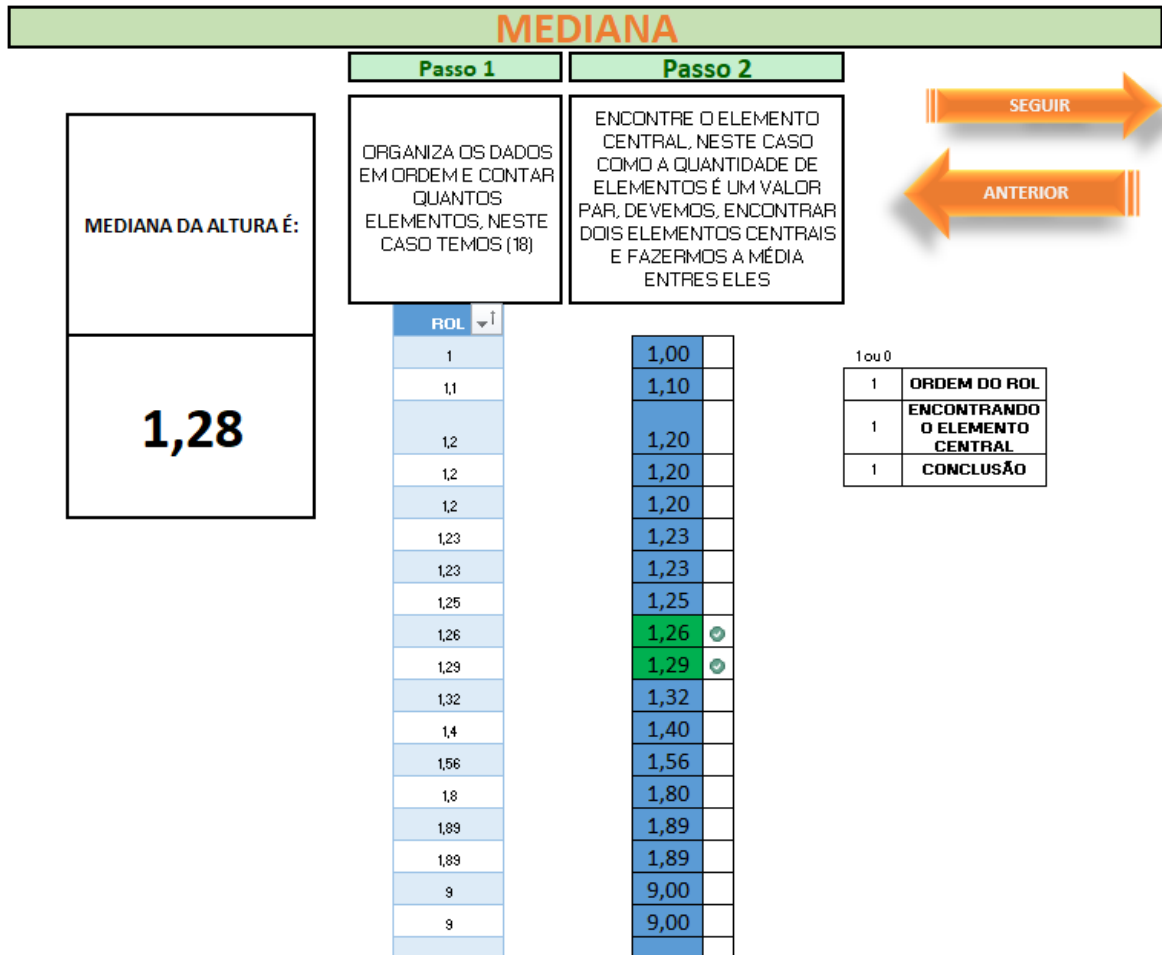 MEDIANA
Passo 1
Passo 2
MEDIANA DA ALTURA É:
1,28
ORGANIZA OS DADOS
EM ORDEM E CONTAR
QUANTOS
ELEMENTOS, NESTE
CASO TEMOS (18)
ENCONTRE O ELEMENTO
CENTRAL, NESTE CASO
COMO A QUANTIDADE DE
ELEMENTOS É UM VALOR
PAR, DEVEMOS, ENCONTRAR
DOIS ELEMENTOS CENTRAIS
E FAZERMOS A MÉDIA
ENTRES ELES
SEGUIR
ANTERIOR
ROL
1
1,1
1,2
1,2
1,2
1,23
1,23
1,25
1,26
1,29
1,32
1,4
1,56
1,8
1,89
1,89
9
9
1,00
1,10
1,20
1,20
1,20
1,23
1,23
1,25
1,26
1,29
1,32
1,40
1,56
1,80
1,89
1,89
9,00
9,00
1 ou 0
1 ORDEM DO ROL
1 ENCONTRANDO
O ELEMENTO
CENTRAL
1 CONCLUSÃO